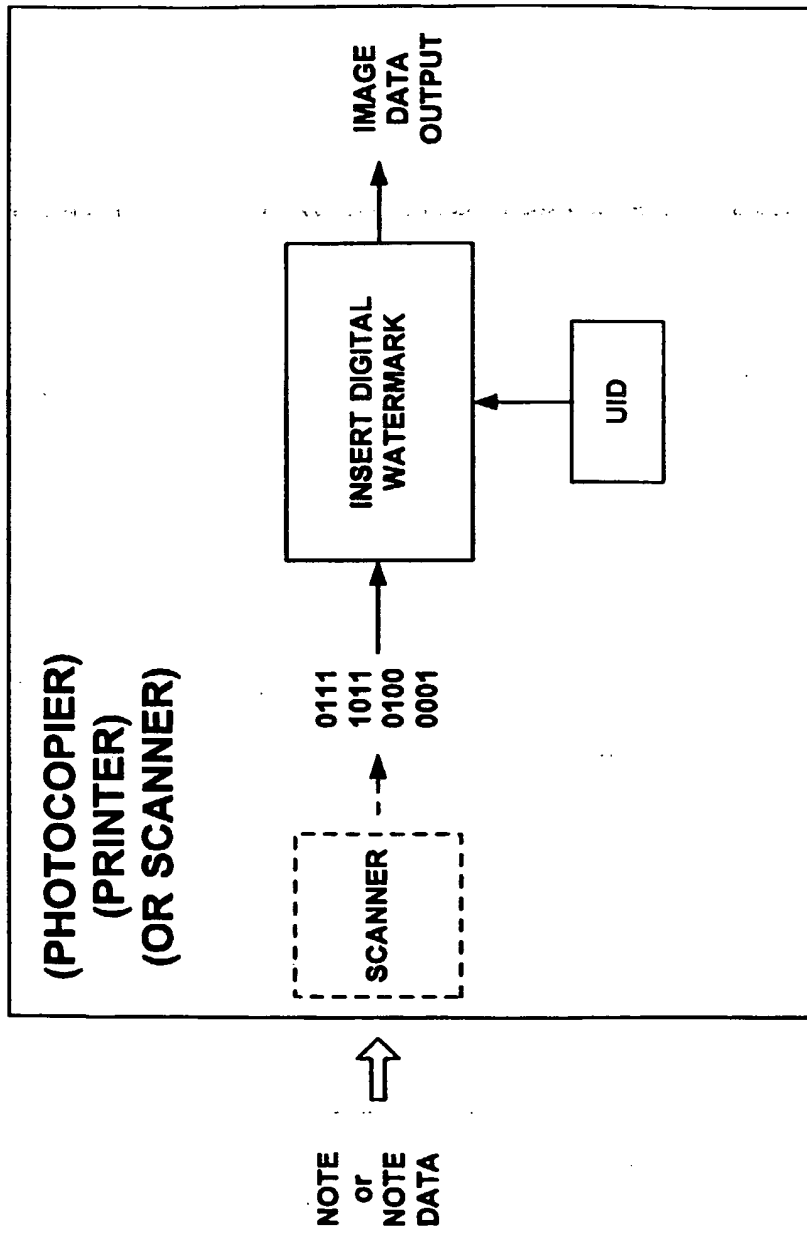 (PHOTOCOPIER)
(PRINTER)
(OR SCANNER)
NOTE
or
NOTE
DATA
SCANNER
0111
1011
0100
0001
INSERT DIGITAL
WATERMARK
UID
IMAGE
DATA
OUTPUT